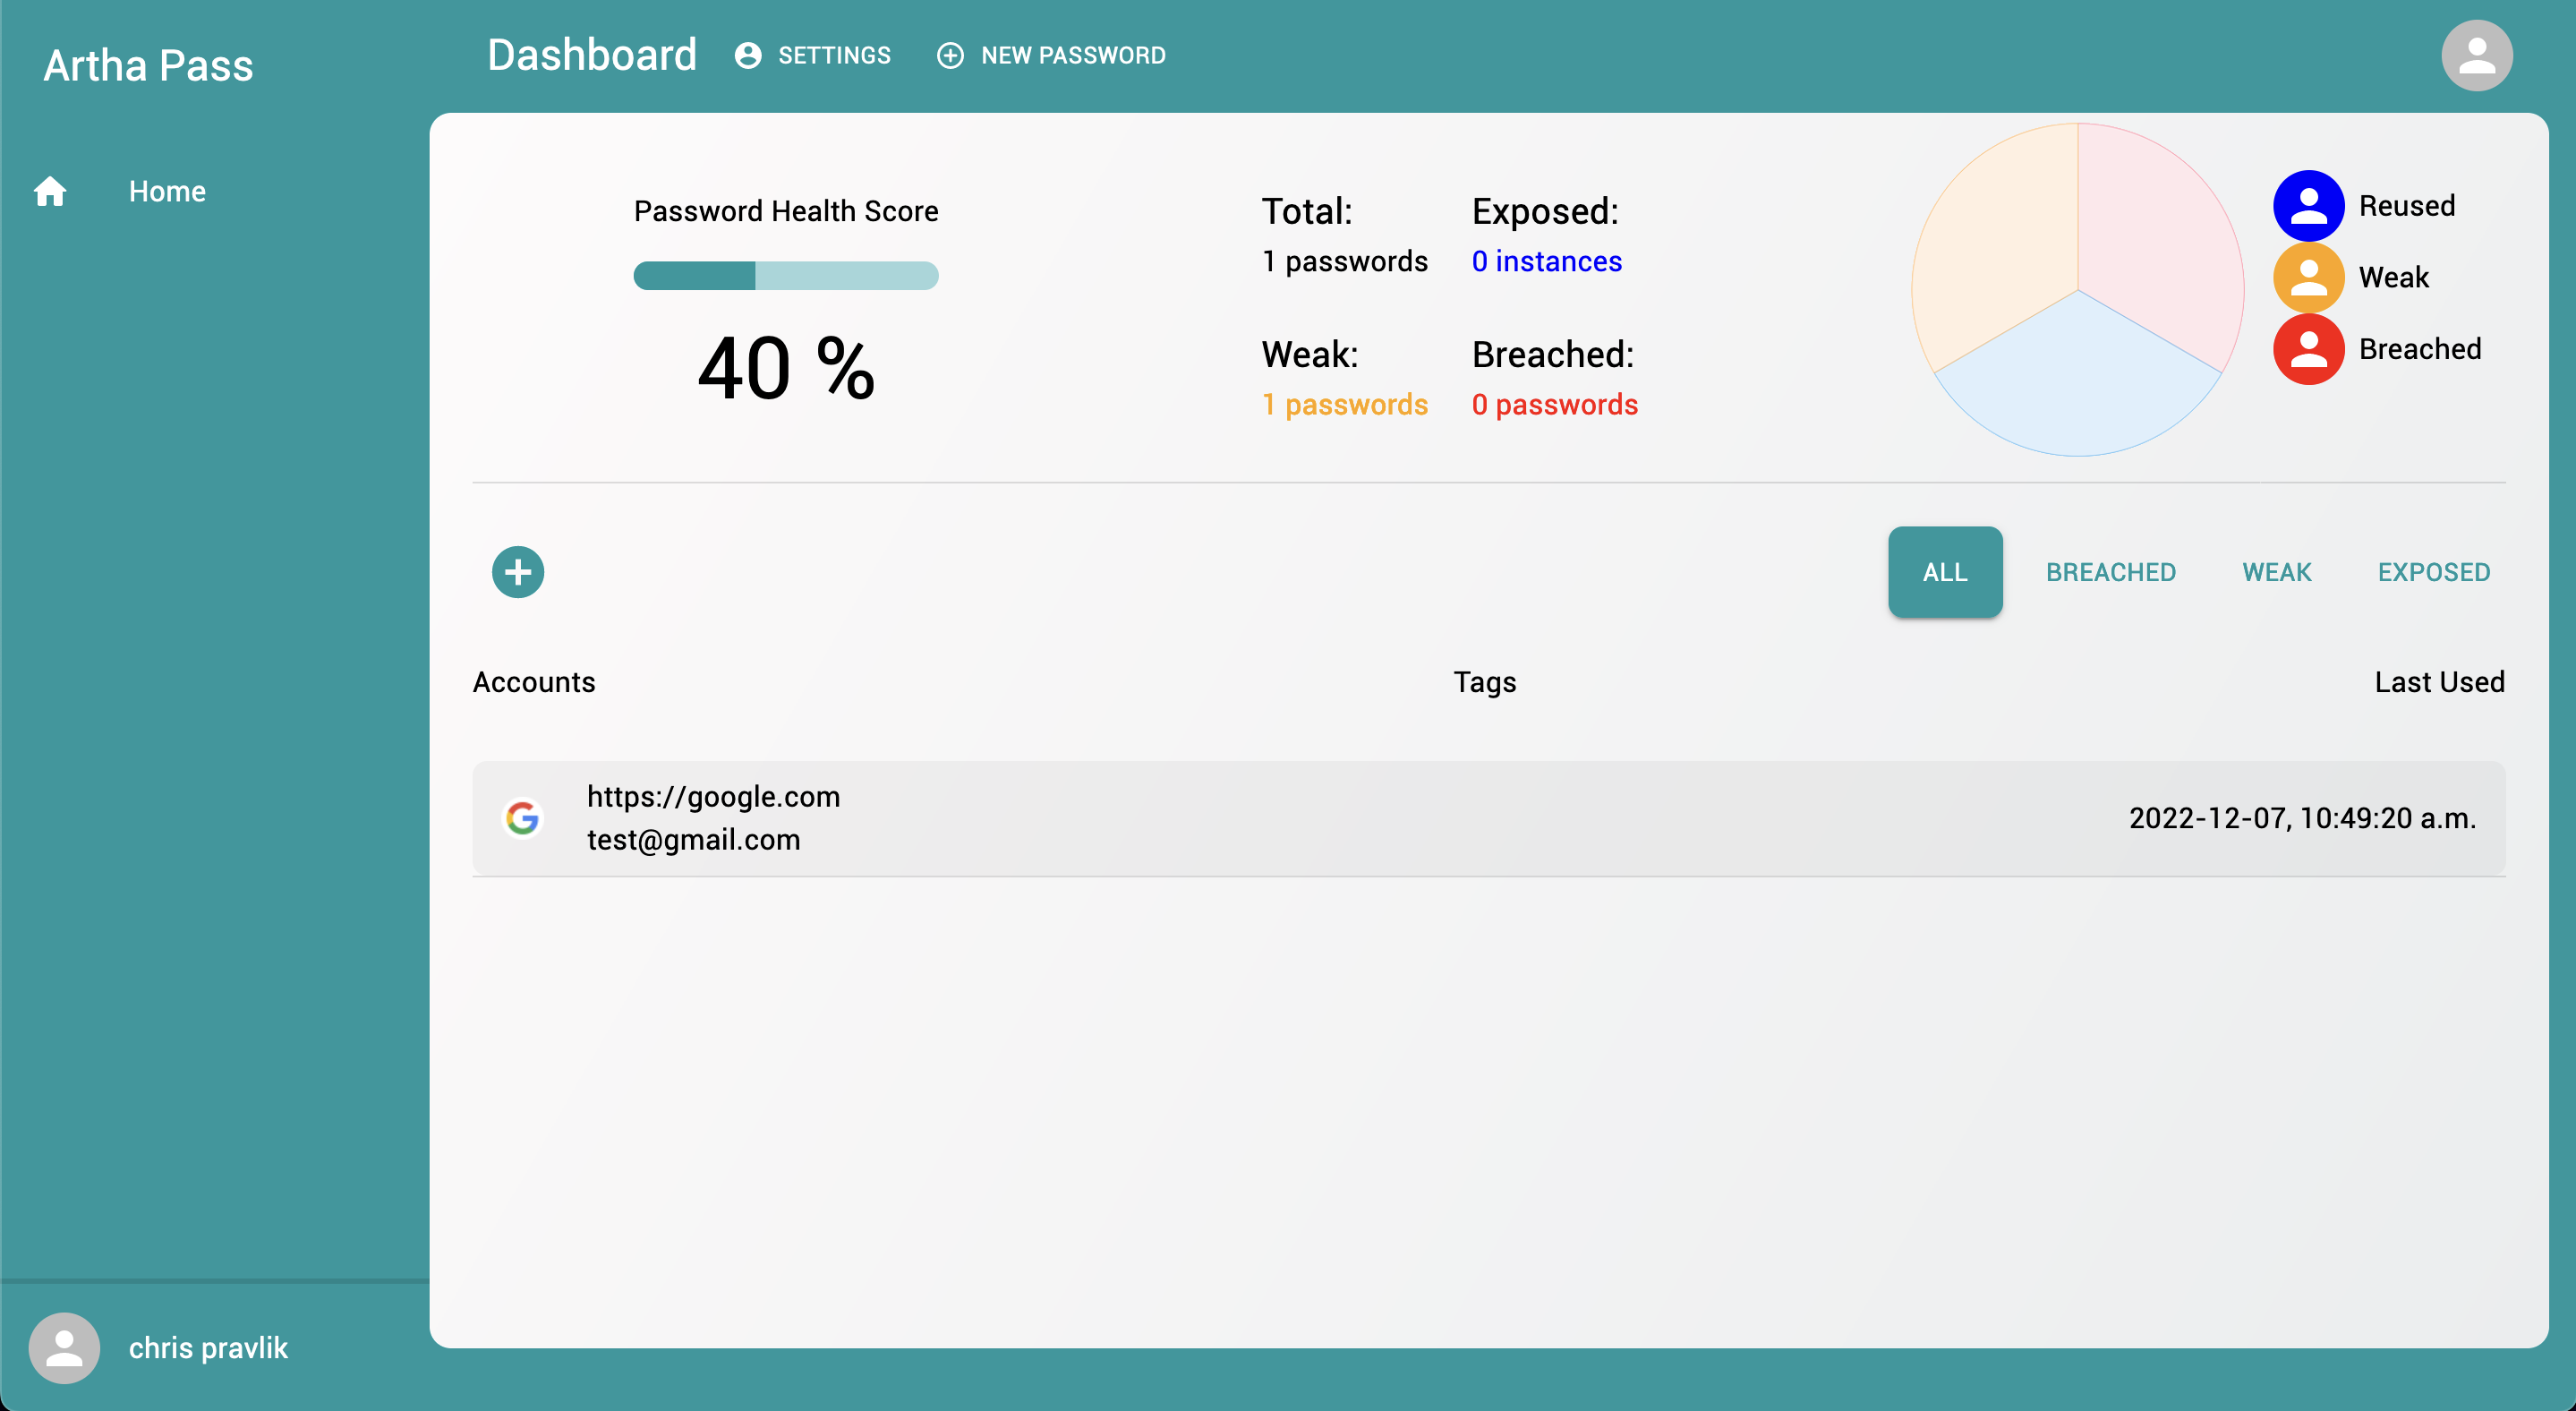 Artha Pass
Dashboard SETTINGS NEW PASSWORD
Home
Password Health Score
40 %
Total:
1 passwords
Exposed:
0 instances
Weak:
1 passwords
Breached:
0 passwords
Reused
Weak
Breached
ALL BREACHED WEAK EXPOSED
Accounts Tags Last Used
https://google.com
test@gmail.com
2022-12-07, 10:49:20 a.m.
chris pravlik